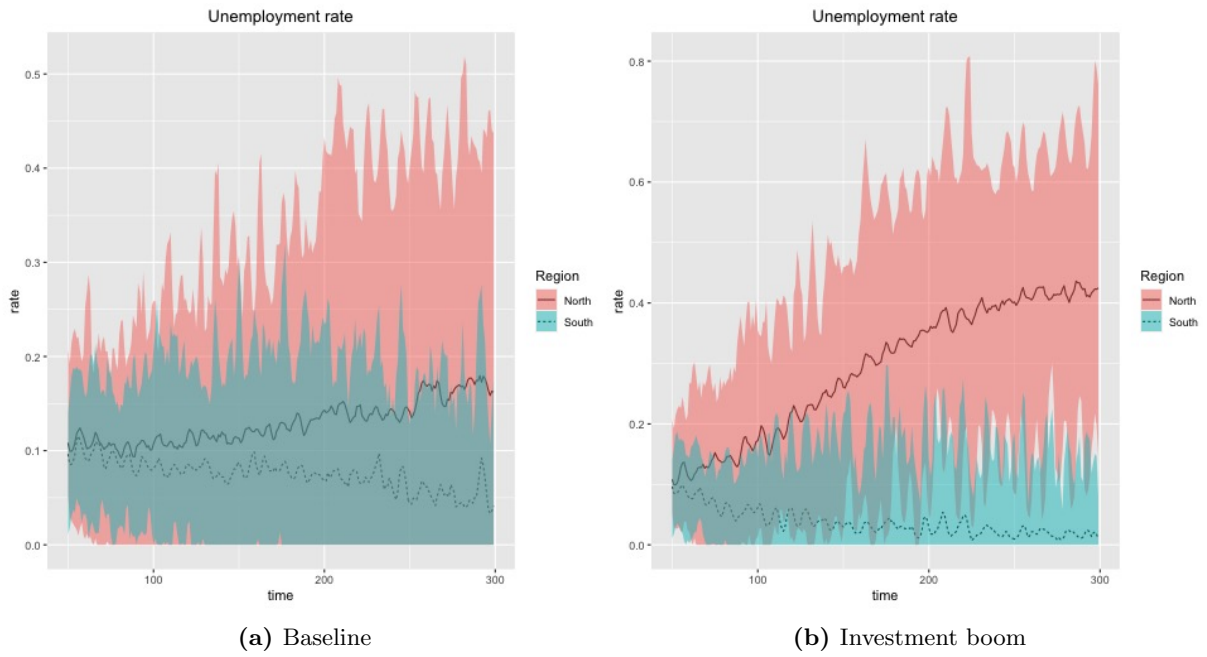 Unemployment rate
0.5
0.4
0.3
0.2
0.1
0.0
rate
100
200
300
time
Region
North
South
(a) Baseline
Unemployment rate
0.8
0.6
0.4
0.2
0.0
rate
100
200
300
time
Region
North
South
(b) Investment boom